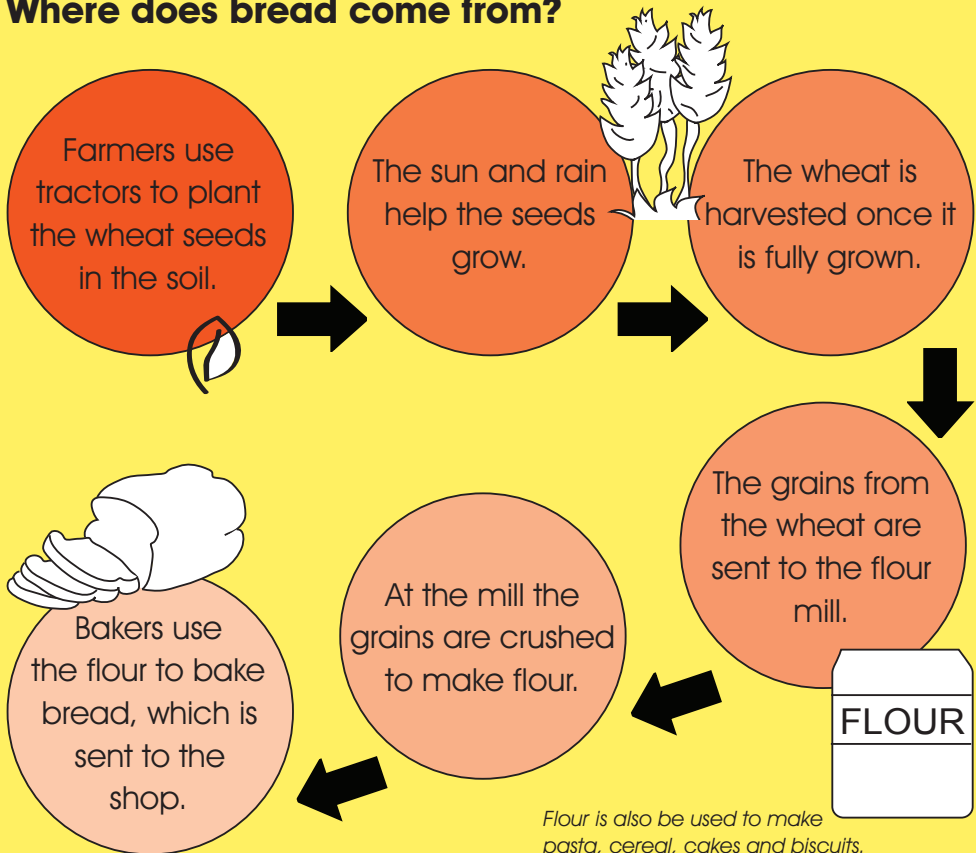 Where does bread come from?
Farmers use
tractors to plant
the wheat seeds
in the soil.
The sun and rain
help the seeds
grow.
The wheat is
harvested once it
is fully grown.
The grains from
the wheat are
sent to the flour
mill.
FLOUR
At the mill the
grains are crushed
to make flour.
Bakers use
the flour to bake
bread, which is
sent to the
shop.
Flour is also be used to make
pasta, cereal, cakes and biscuits.